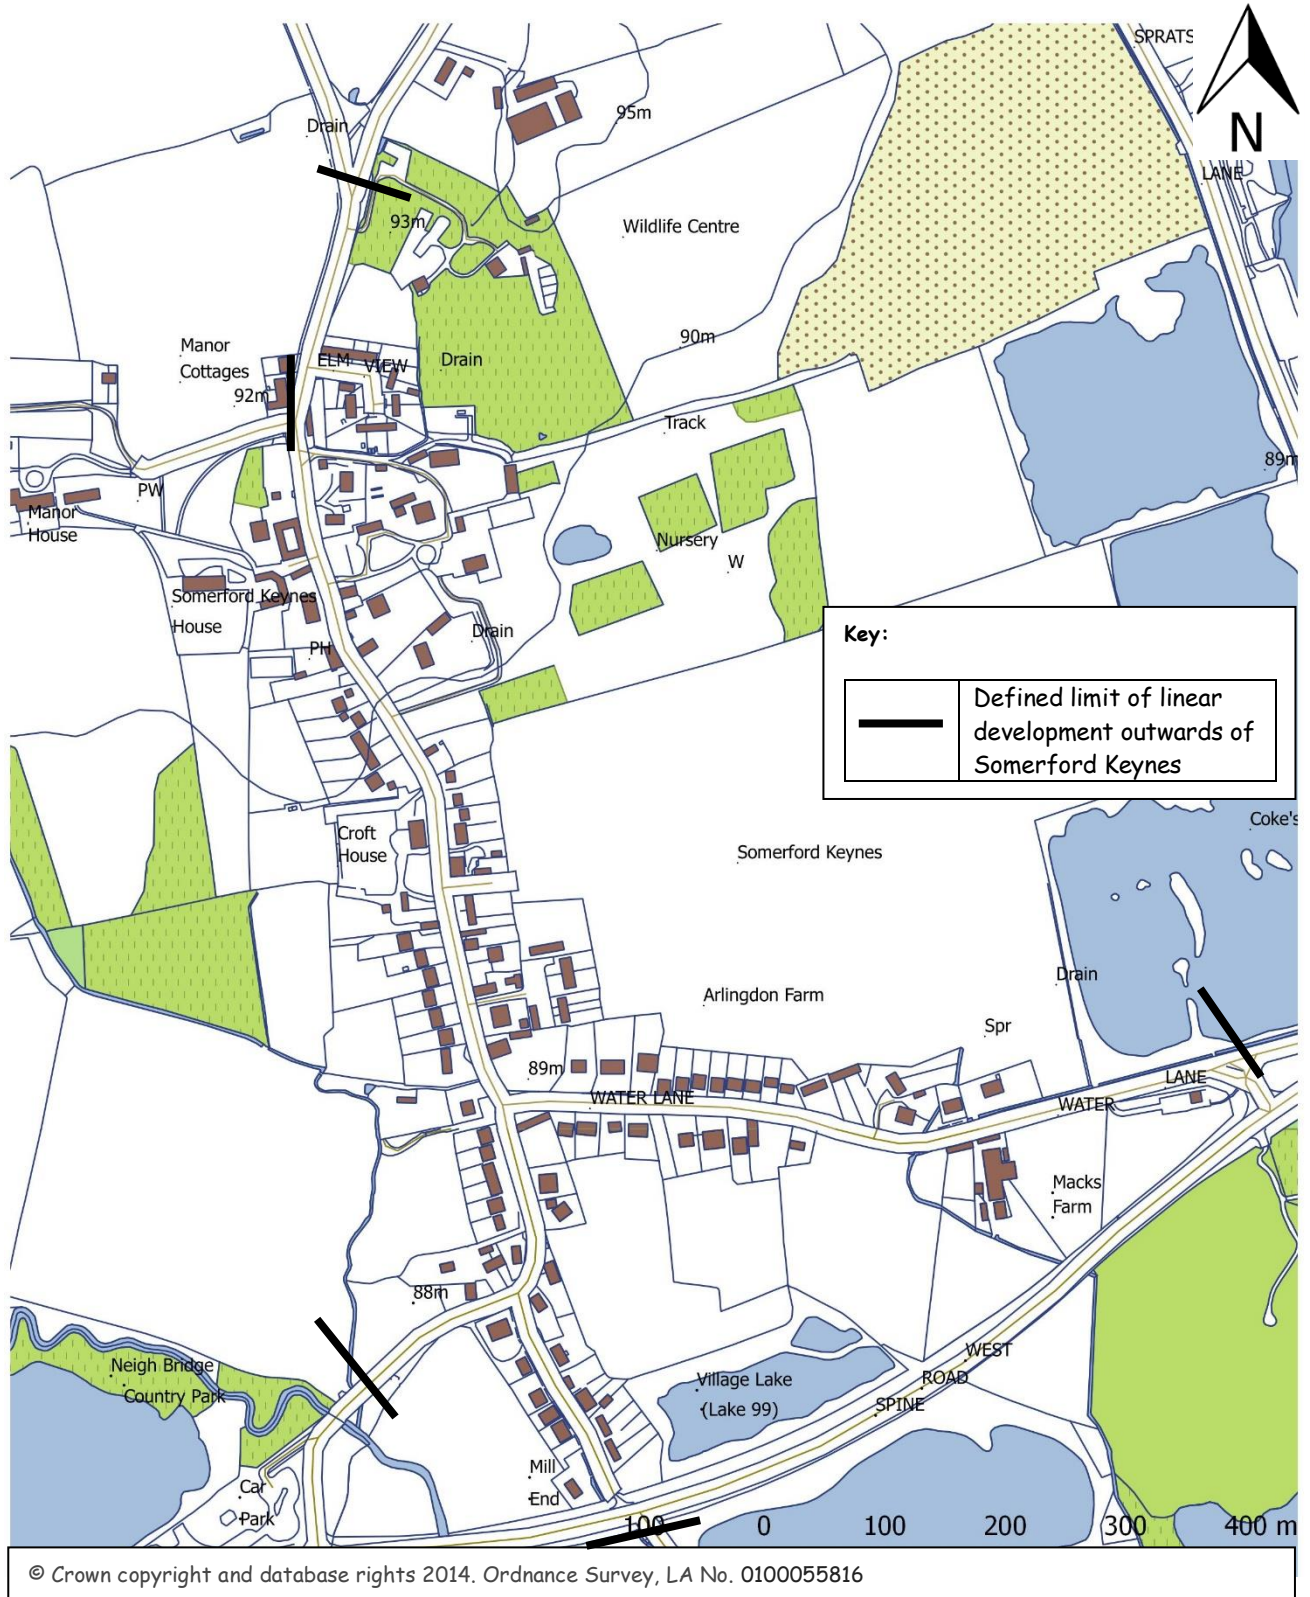 SPRATS
N
95m
Drain
LANE
93m
Wildlife Centre
90m
Manor
Cottages
ELM VIEW
Drain
92m
Track
89m
PW
Manor
House
Nursery
W
Somerford Keynes
House
Drain
PH
Key:
Defined limit of linear
development outwards of
Somerford Keynes
Croft
House
Somerford Keynes
Coke's
Drain
Arlingdon Farm
Spr
89m
WATER LANE
LANE
WATER
Macks
Farm
88m
Neigh Bridge
Country Park
WEST
ROAD
SPINE
Village Lake
(Lake 99)
Mill
End
Car
Park
100 0 100 200 300 400 m
© Crown copyright and database rights 2014. Ordnance Survey, LA No. 0100055816